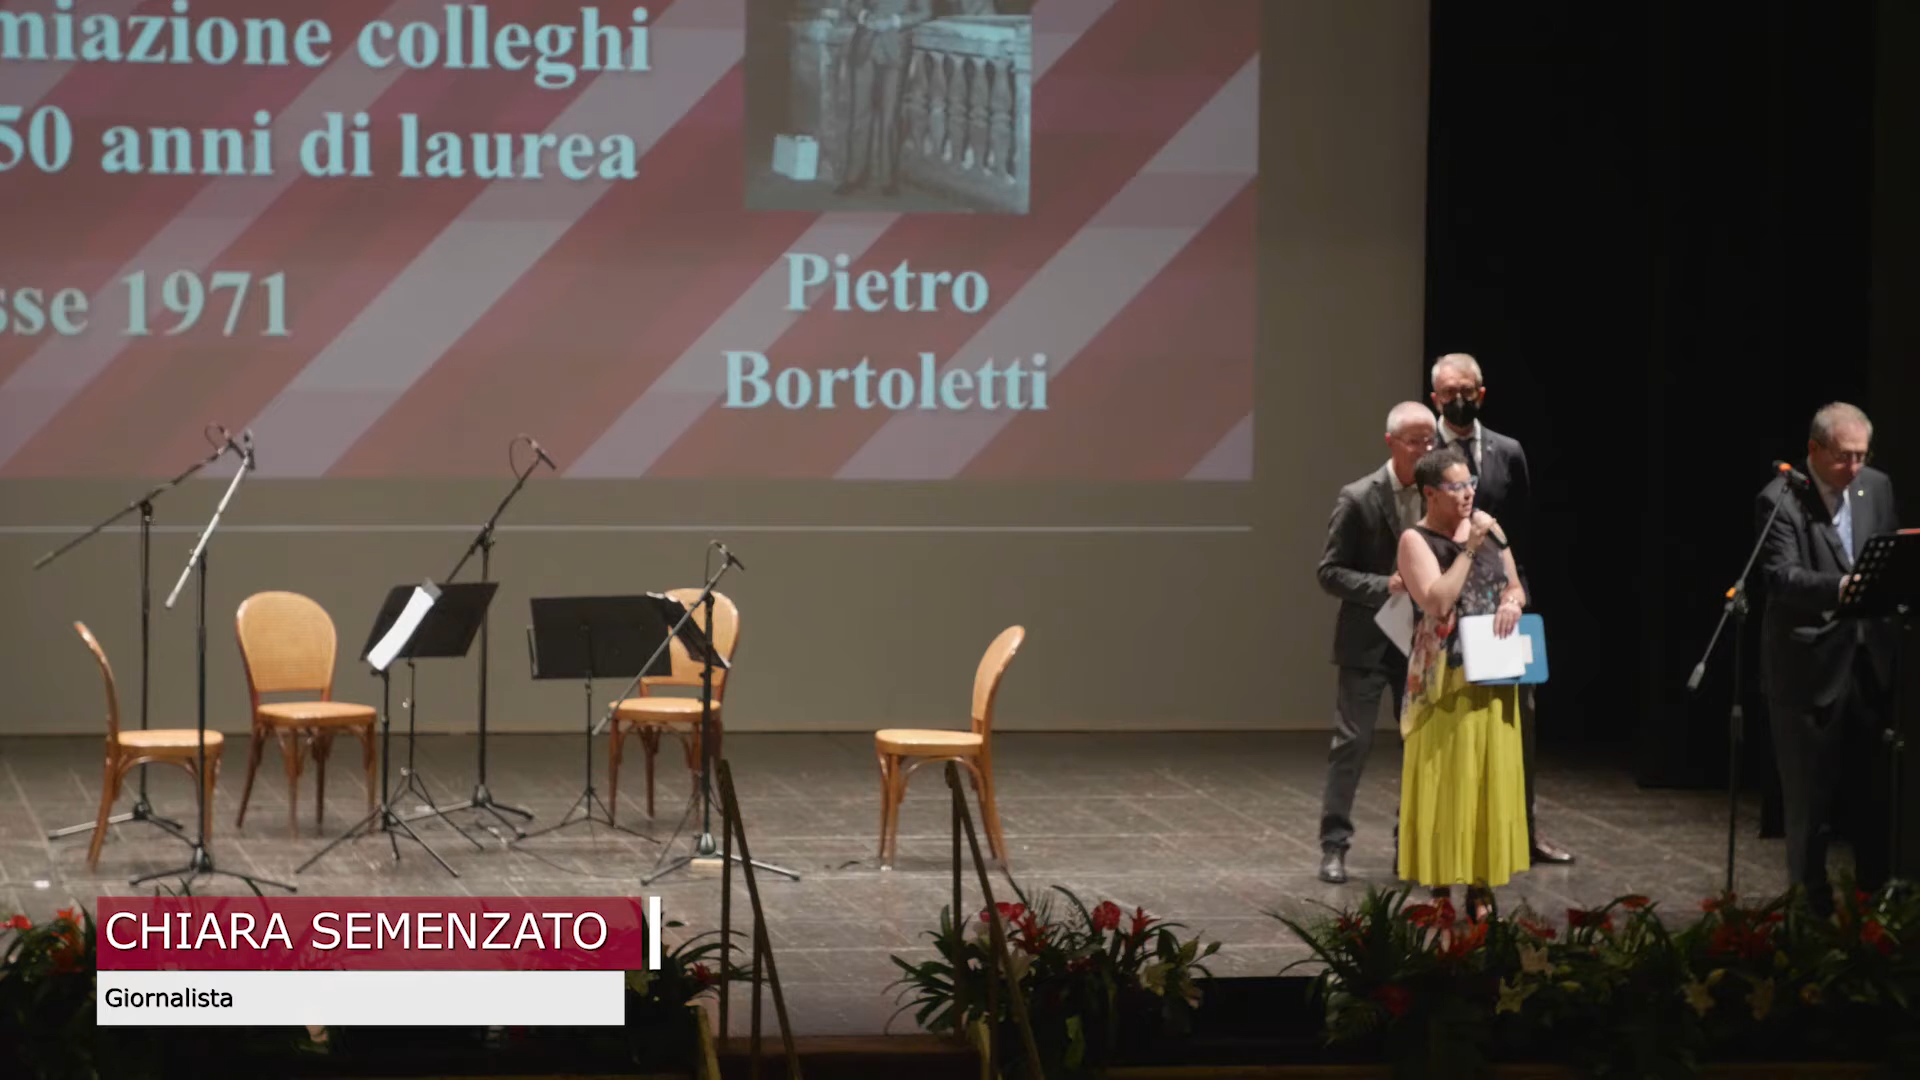 miazione colleghi
50 anni di laurea
sse 1971
Pietro
Bortoletti
CHIARA SEMENZATO
Giornalista